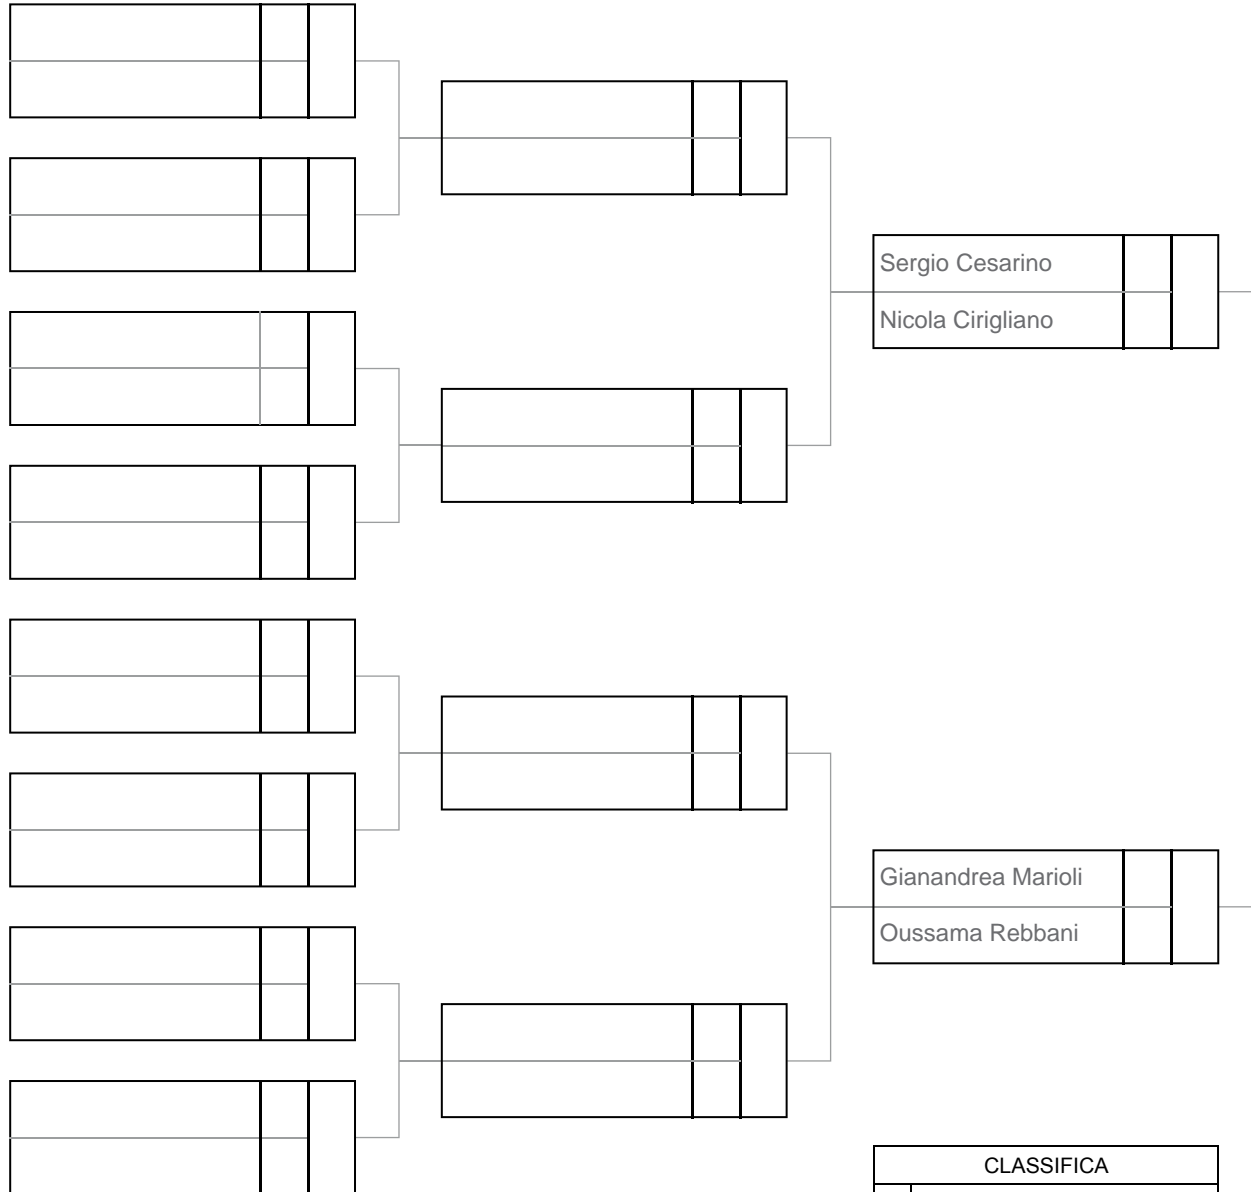 Sergio Cesarino
Nicola Cirigliano
Gianandrea Marioli
Oussama Rebbani
CLASSIFICA